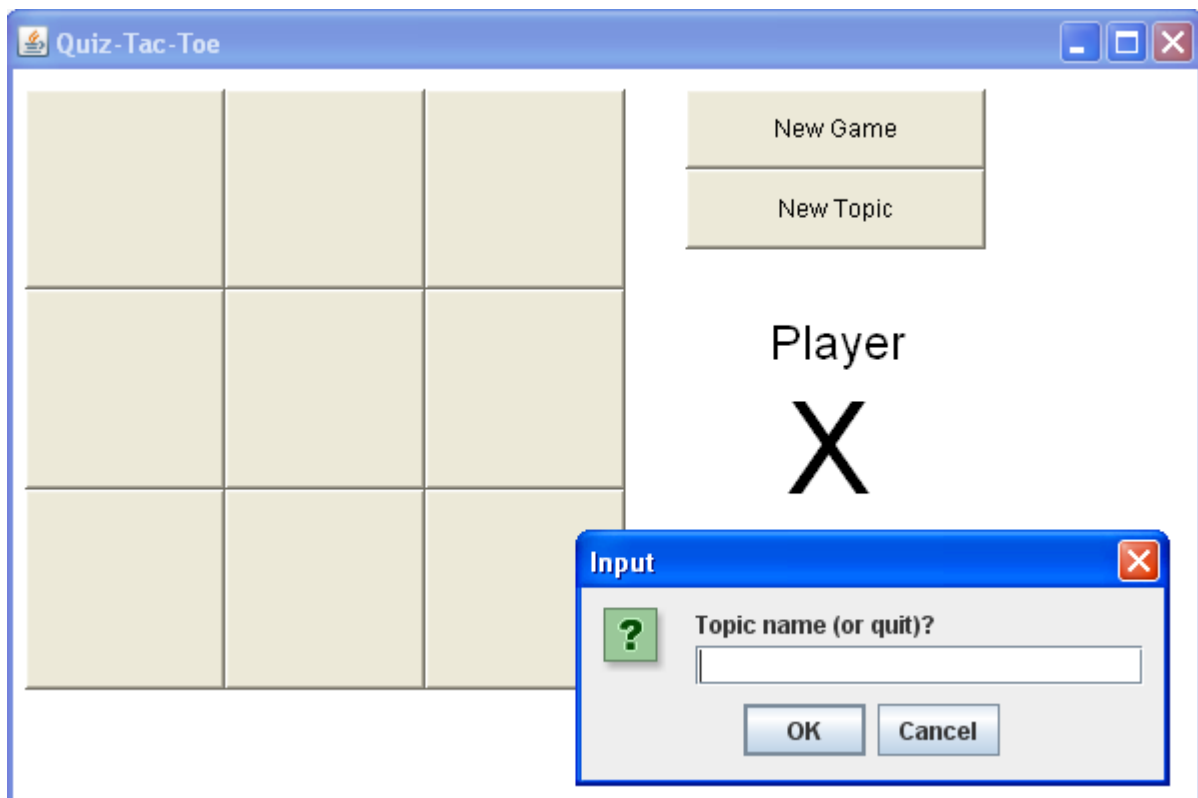 Quiz-Tac-Toe
New Game
New Topic
Player
X
Input
Topic name (or quit)?
OK
Cancel